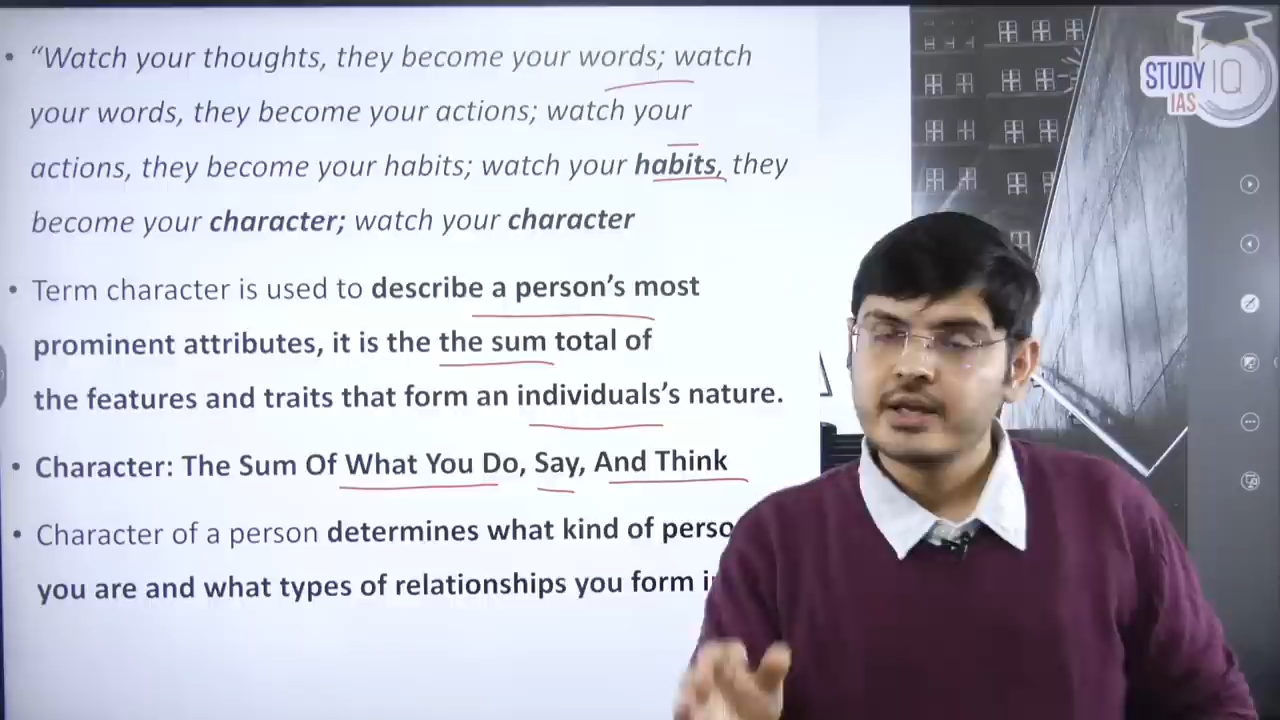 • “Watch your thoughts, they become your words; watch
your words, they become your actions; watch your
actions, they become your habits; watch your habits, they
become your character; watch your character
• Term character is used to describe a person’s most
prominent attributes, it is the the sum total of
the features and traits that form an individuals’s nature.
• Character: The Sum Of What You Do, Say, And Think
• Character of a person determines what kind of
you are and what types of relationships you form
STUDY IQ
IAS